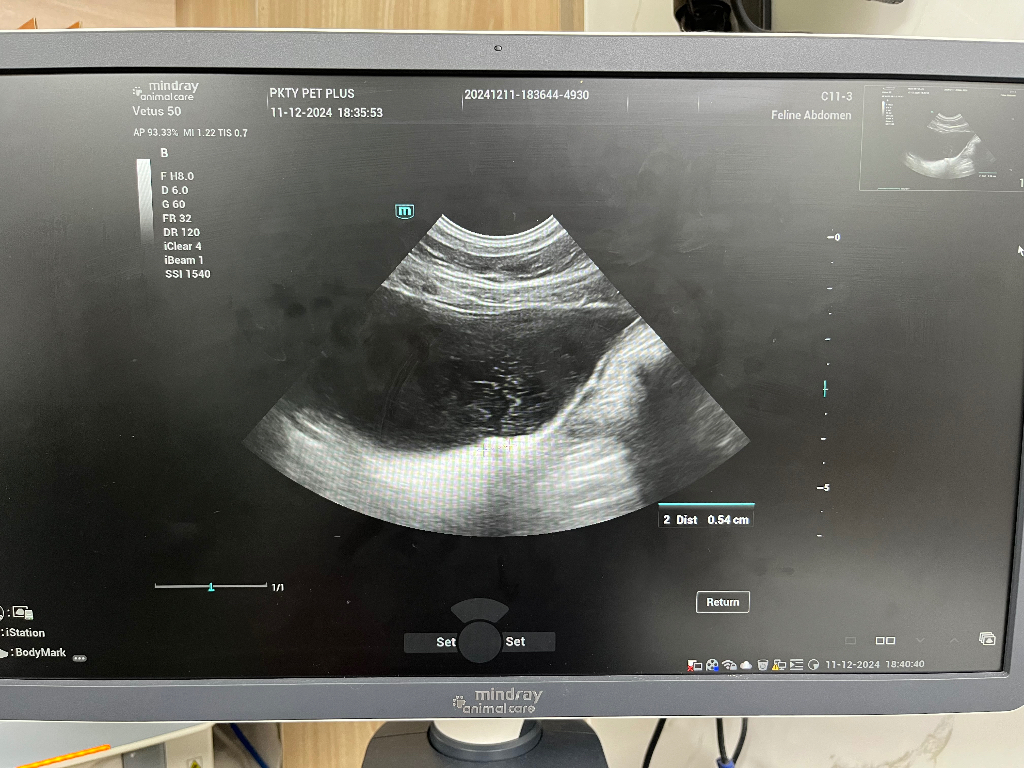 mindray
animal care
Vetus 50
PKTY PET PLUS
11-12-2024 18:35:53
20241211-183644-4930
C11-3
Feline Abdomen
AP 93.33% MI 1.22 TIS 0.7
B
F H8.0
D 6.0
G 60
FR 32
DR 120
iClear 4
iBeam 1
SSI 1540
m
0
5
2 Dist 0.54 cm
1/1
Return
Set
Set
:iStation
:BodyMark
11-12-2024 18:40:40
mindray
animal care